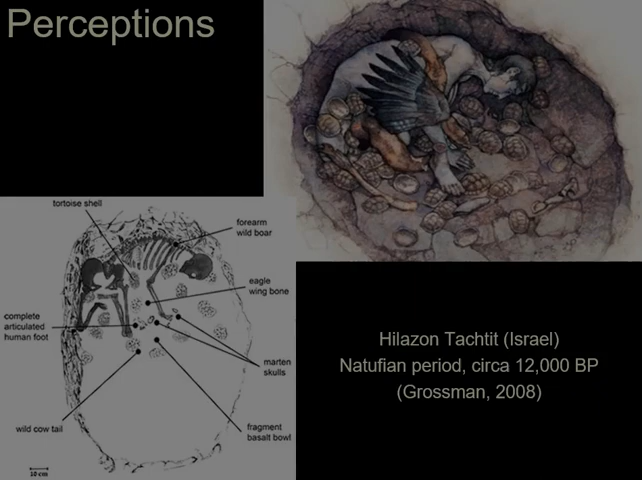 Perceptions
tortoise shell
forearm
wild boar
eagle
wing bone
complete
articulated
human foot
marten
skulls
wild cow tail
fragment
basalt bowl
10 cm
Hilazon Tachtit (Israel)
Natufian period, circa 12,000 BP
(Grossman, 2008)